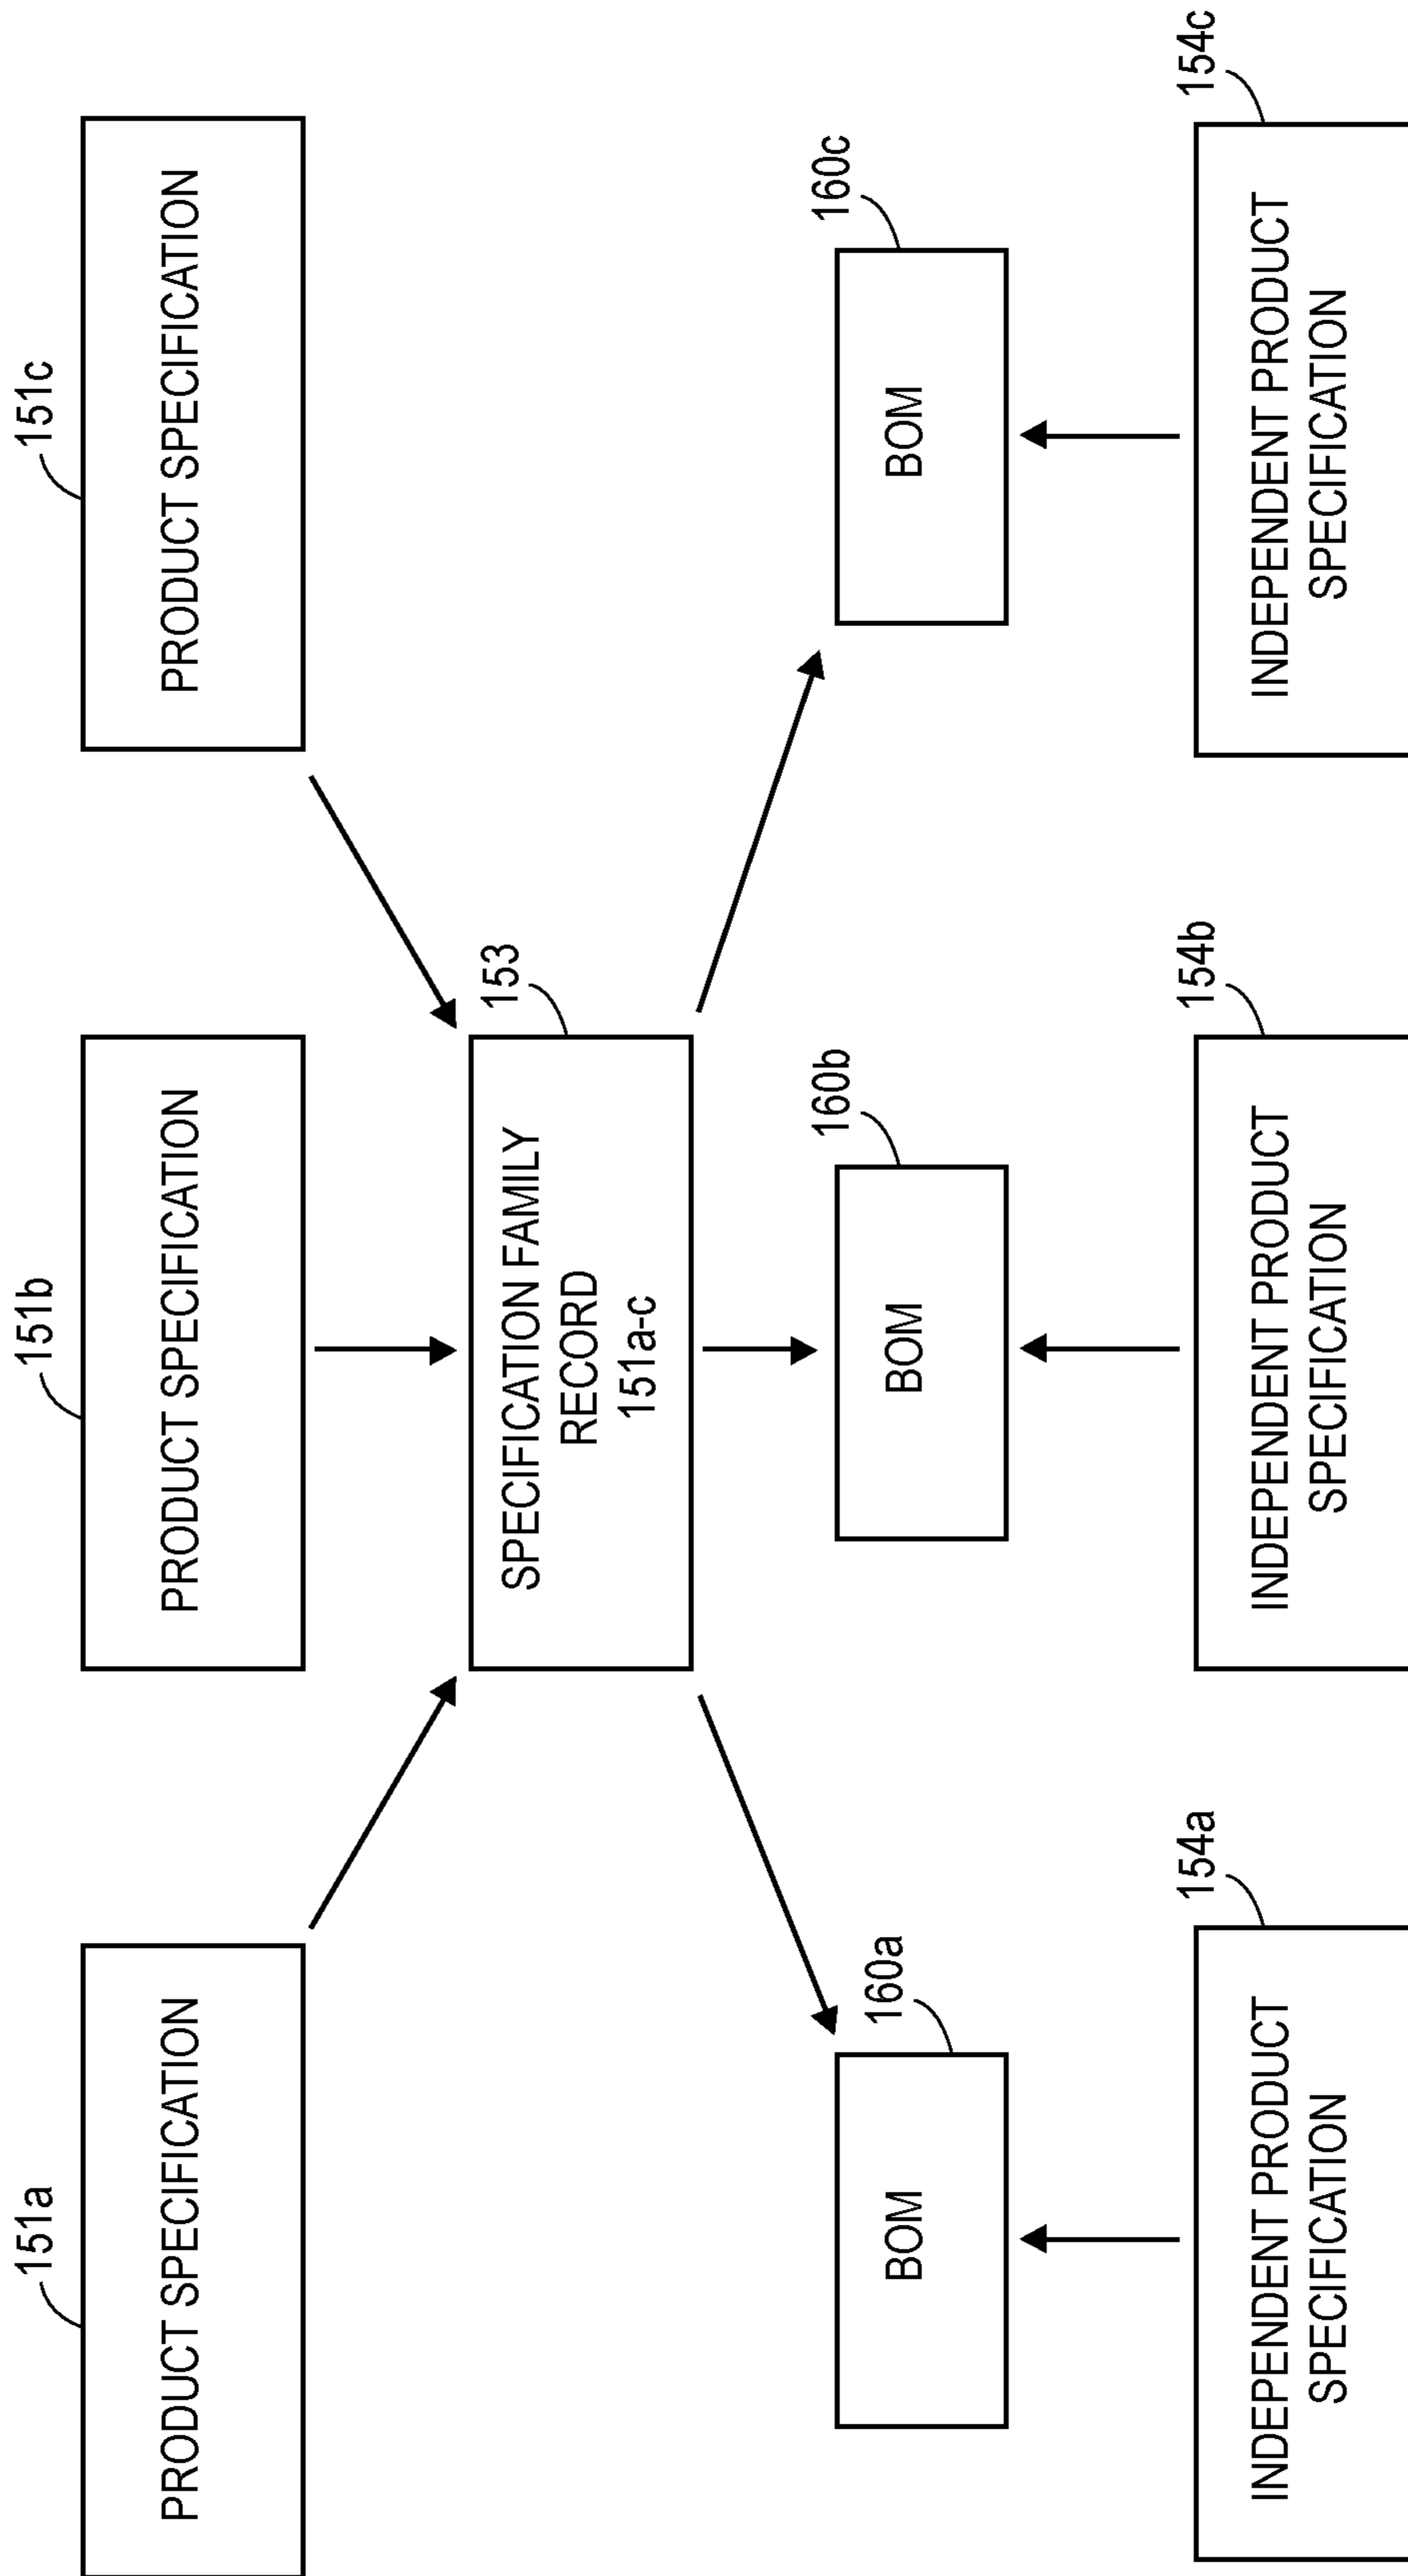 151a
PRODUCT SPECIFICATION
151b
PRODUCT SPECIFICATION
151c
PRODUCT SPECIFICATION
153
SPECIFICATION FAMILY
RECORD
151a-c
160a
BOM
160b
BOM
160c
BOM
154a
INDEPENDENT PRODUCT
SPECIFICATION
154b
INDEPENDENT PRODUCT
SPECIFICATION
154c
INDEPENDENT PRODUCT
SPECIFICATION